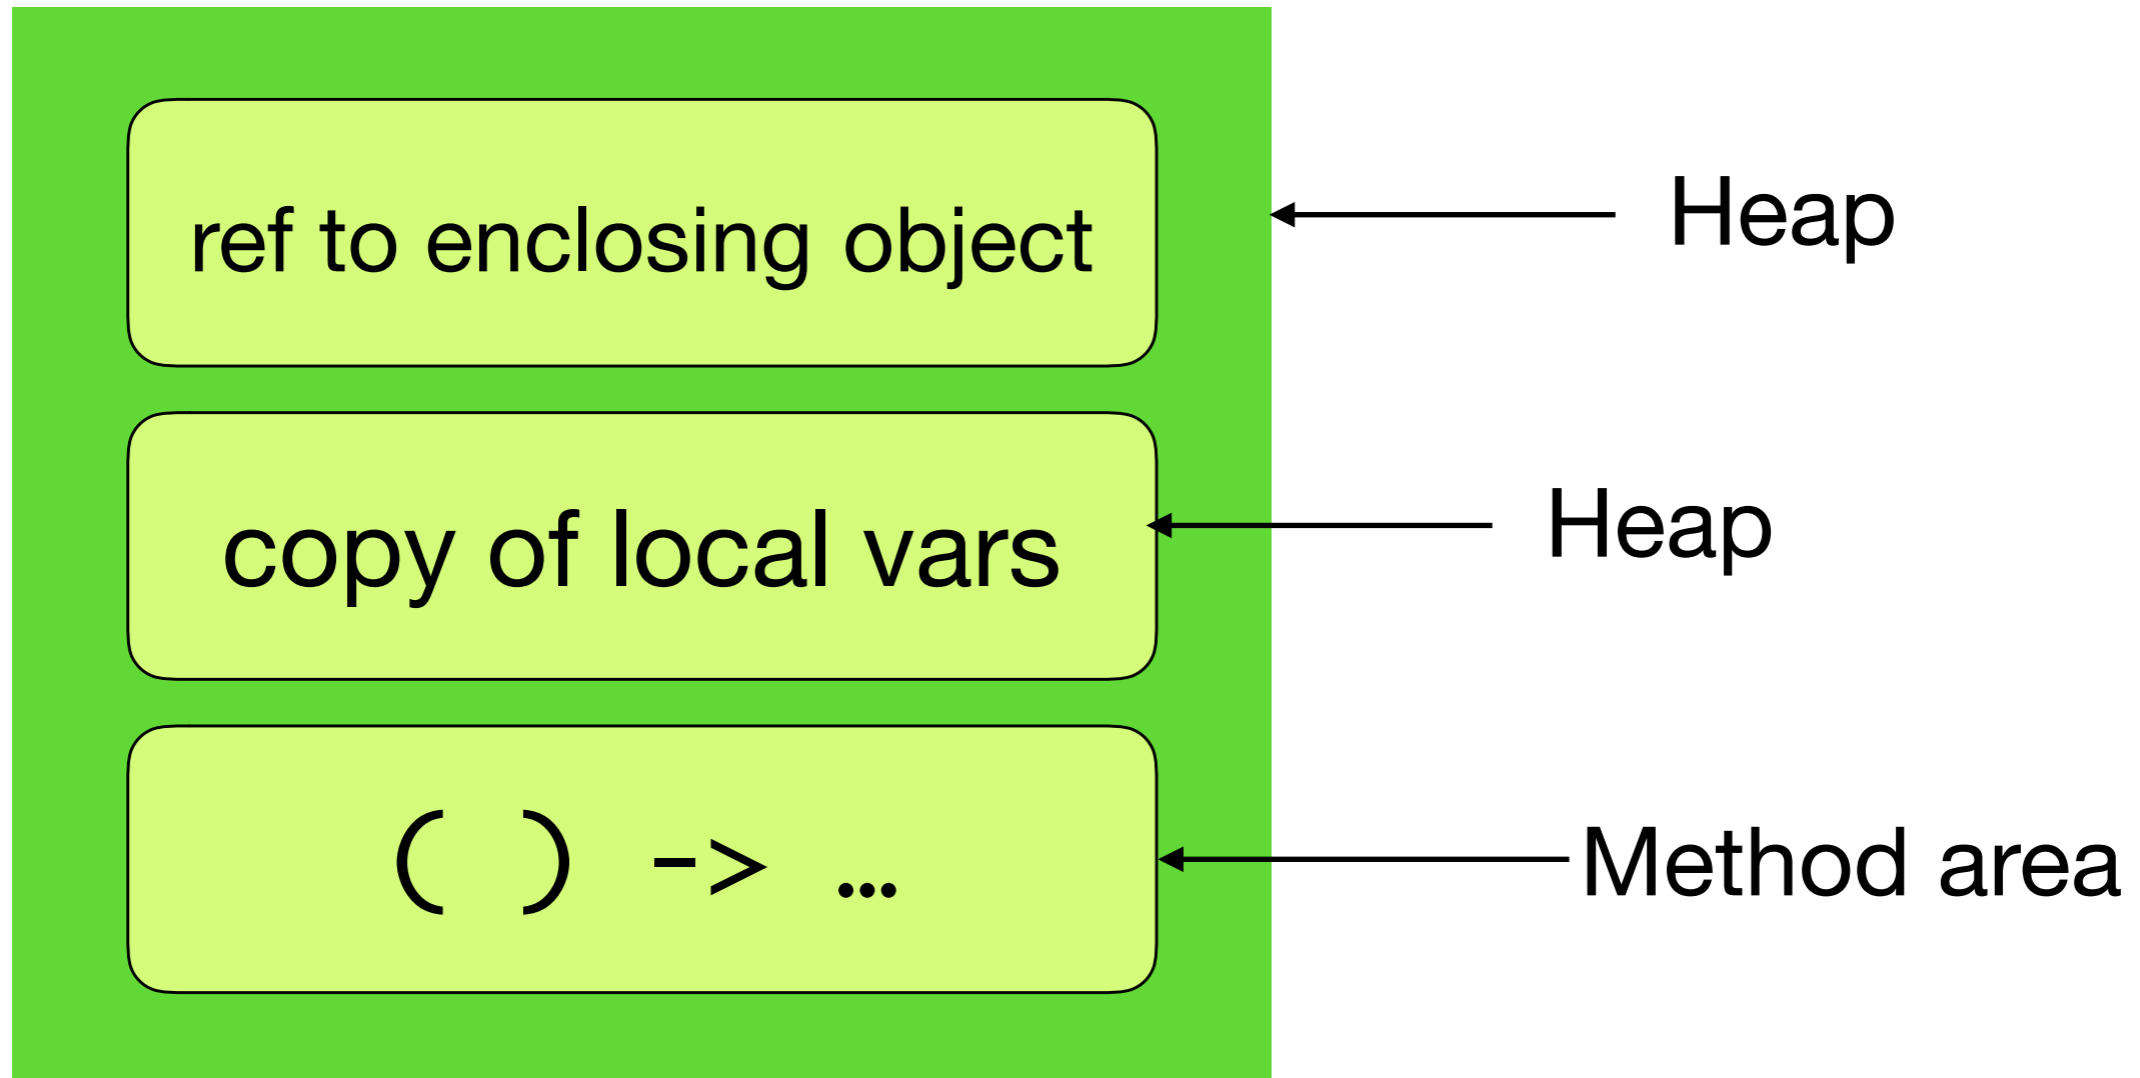 ref to enclosing object
Heap
copy of local vars
Heap
( ) -> …
Method area